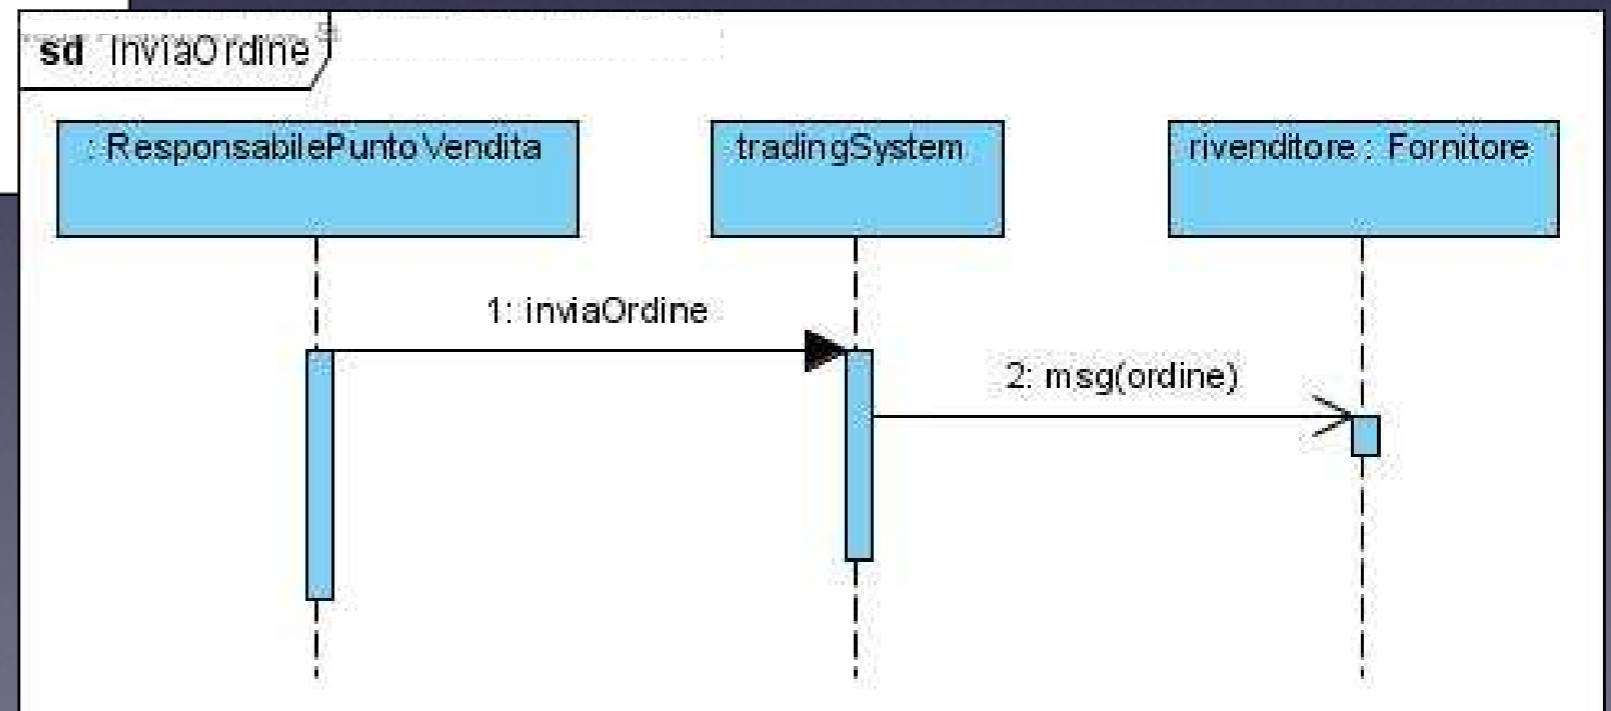 sd InviaOrdine
: ResponsabilePuntoVendita
tradingSystem
rivenditore : Fornitore
1: inviaOrdine
2: msg(ordine)